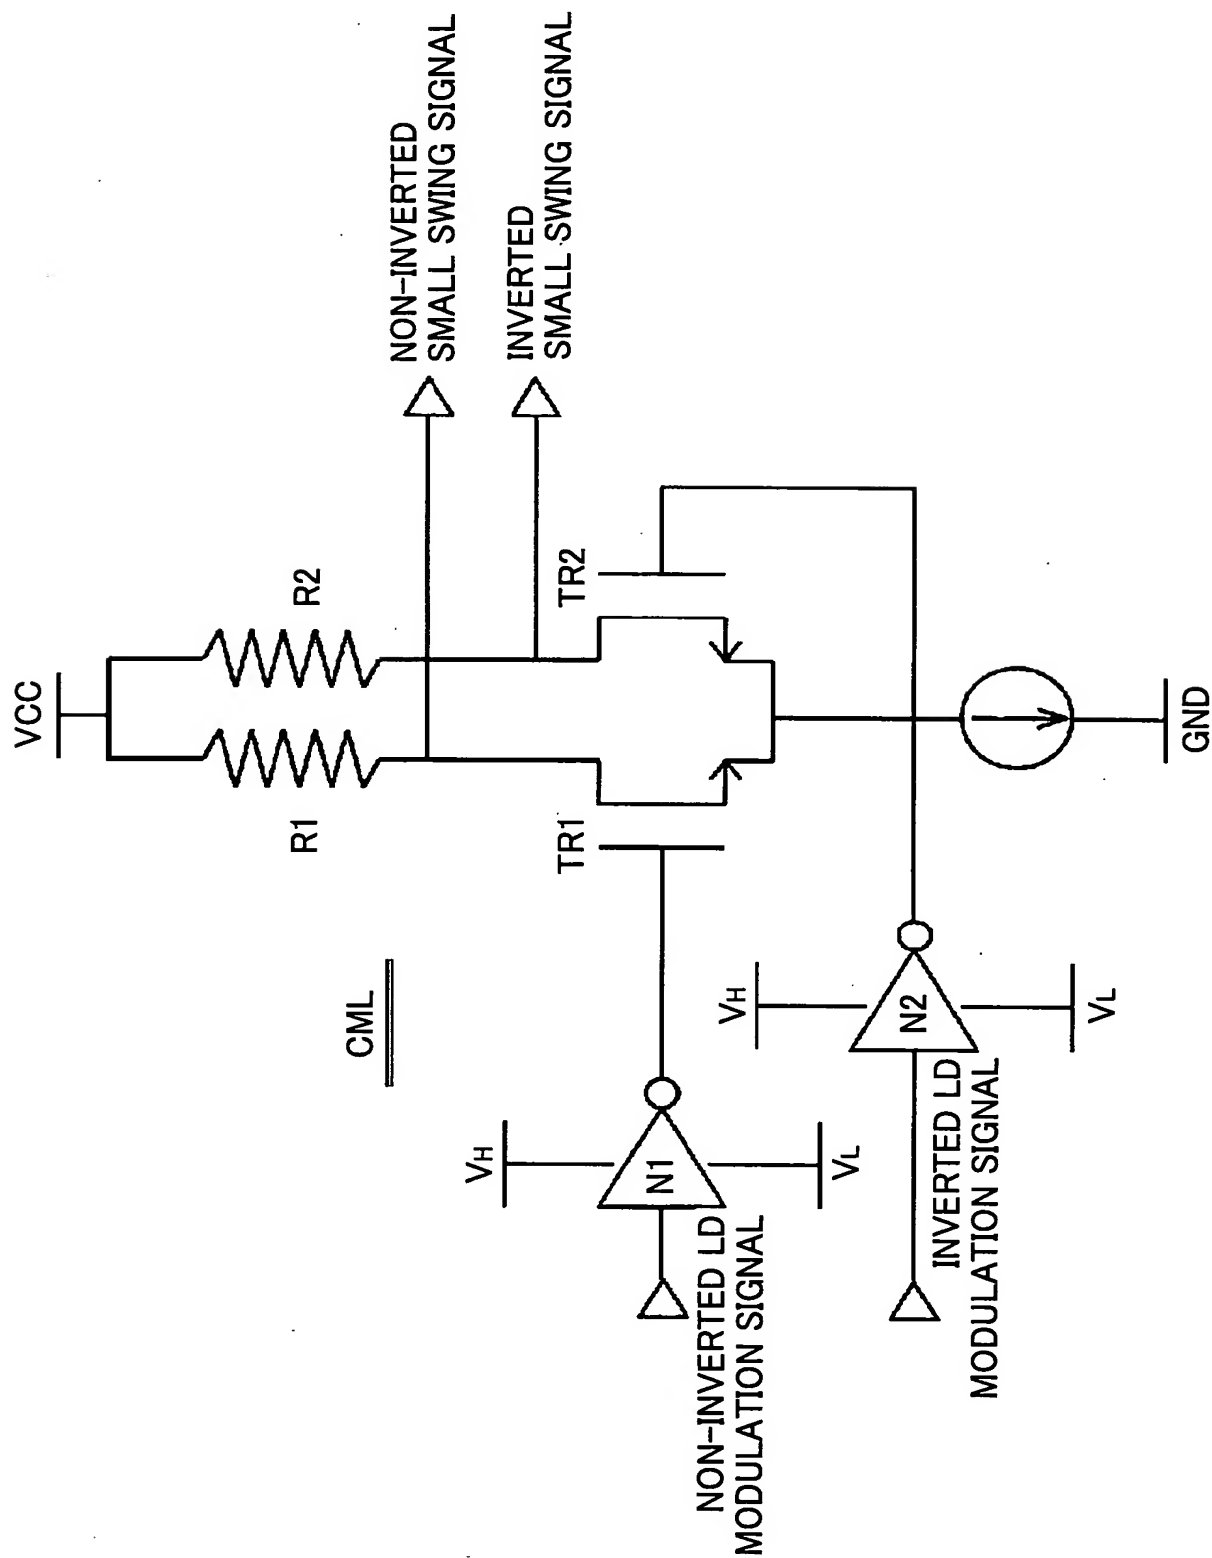 VCC
R1
R2
NON-INVERTED
SMALL SWING SIGNAL
INVERTED
SMALL SWING SIGNAL
CML
TR1
TR2
VH
N1
VL
NON-INVERTED LD
MODULATION SIGNAL
VH
N2
VL
INVERTED LD
MODULATION SIGNAL
GND